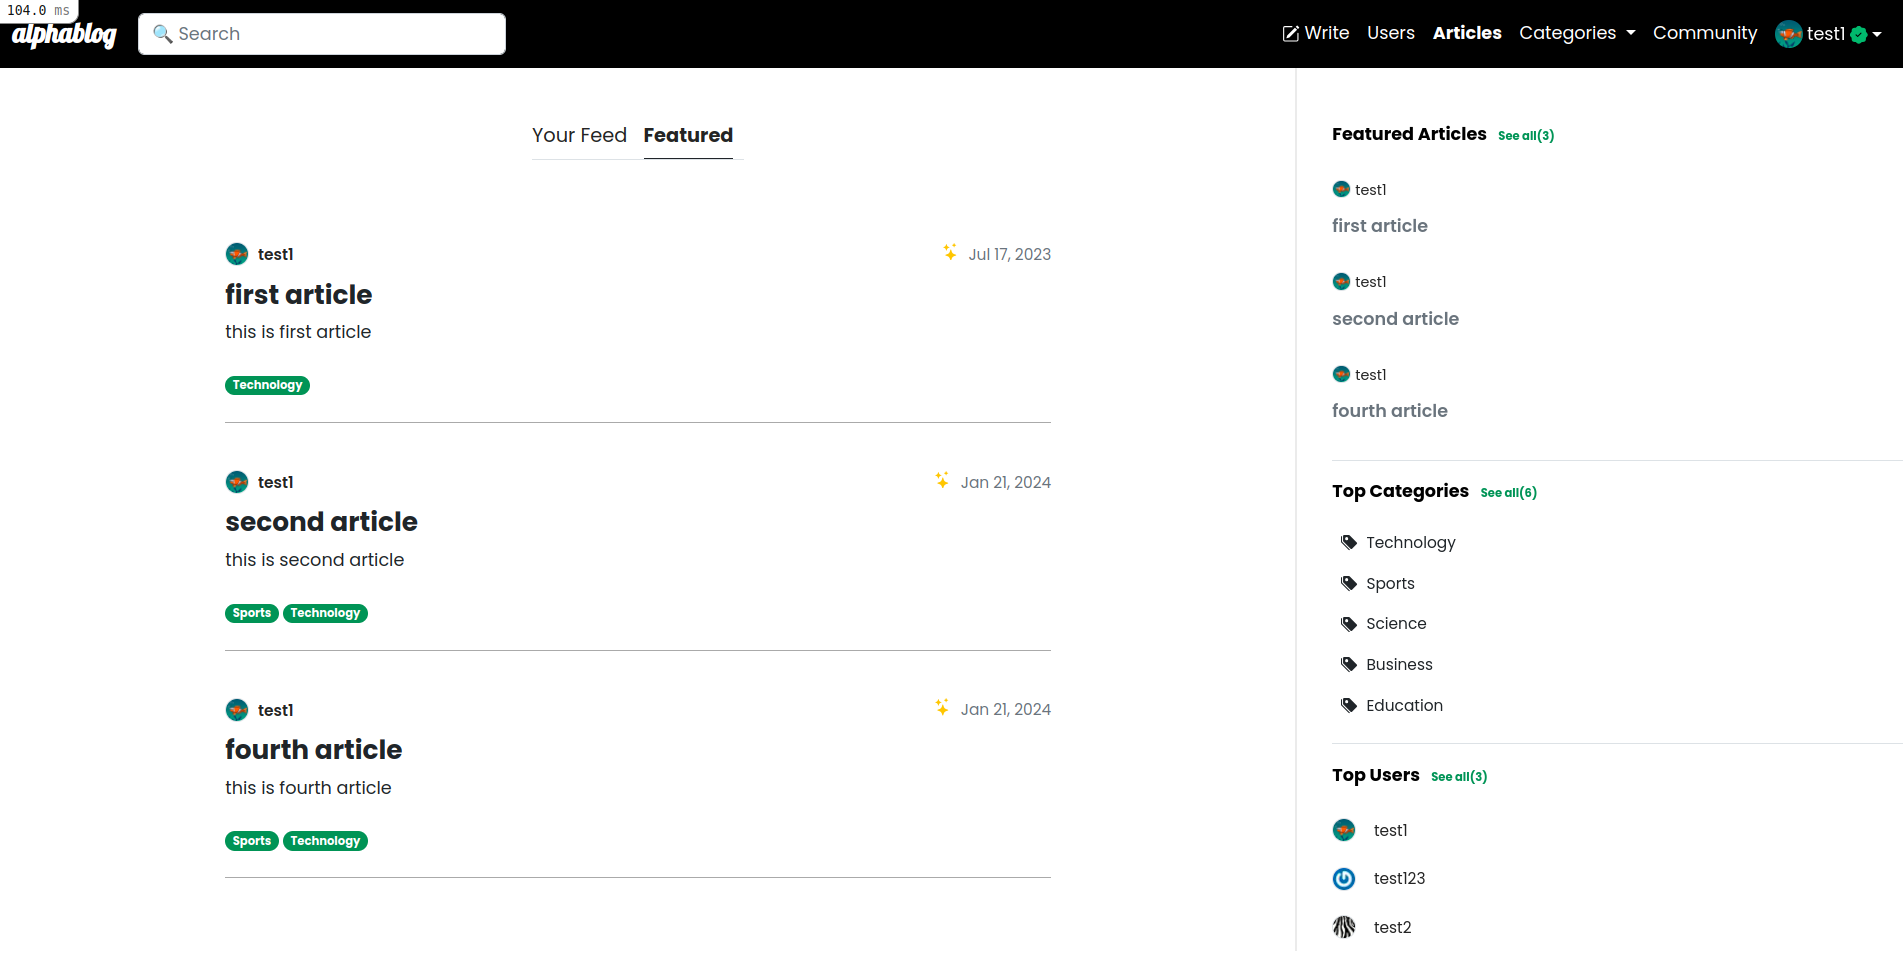 104.0 ms
alphablog
Search
Write Users Articles Categories Community test1
Your Feed Featured
test1 Jul 17, 2023
first article
this is first article
Technology
test1 Jan 21, 2024
second article
this is second article
Sports Technology
test1 Jan 21, 2024
fourth article
this is fourth article
Sports Technology
Featured Articles See all(3)
test1
first article
test1
second article
test1
fourth article
Top Categories See all(6)
Technology
Sports
Science
Business
Education
Top Users See all(3)
test1
test123
test2